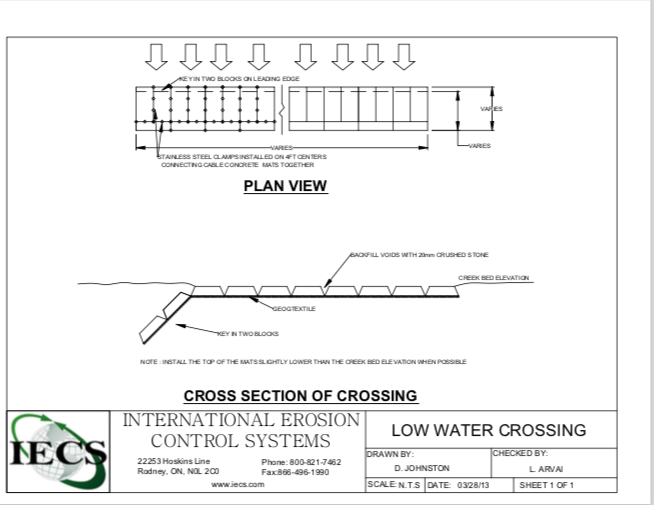 KEY IN TWO BLOCKS ON LEADING EDGE
VARIES
VARIES
VARIES
STAINLESS STEEL CLAMPS INSTALLED ON 4FT CENTERS
CONNECTING CABLE CONCRETE MATS TOGETHER
PLAN VIEW
BACKFILL VOIDS WITH 20mm CRUSHED STONE
CREEK BED ELEVATION
GEOGTEXTILE
KEY IN TWO BLOCKS
NOTE : INSTALL THE TOP OF THE MATS SLIGHTLY LOWER THAN THE CREEK BED ELEVATION WHEN POSSIBLE
CROSS SECTION OF CROSSING
IECS
INTERNATIONAL EROSION
CONTROL SYSTEMS
22253 Hoskins Line
Rodney, ON, N0L 2C0
Phone: 800-821-7462
Fax:866-496-1990
www.iecs.com
LOW WATER CROSSING
DRAWN BY:
D. JOHNSTON
CHECKED BY:
L. ARVAI
SCALE: N.T.S
DATE: 03/28/13
SHEET 1 OF 1